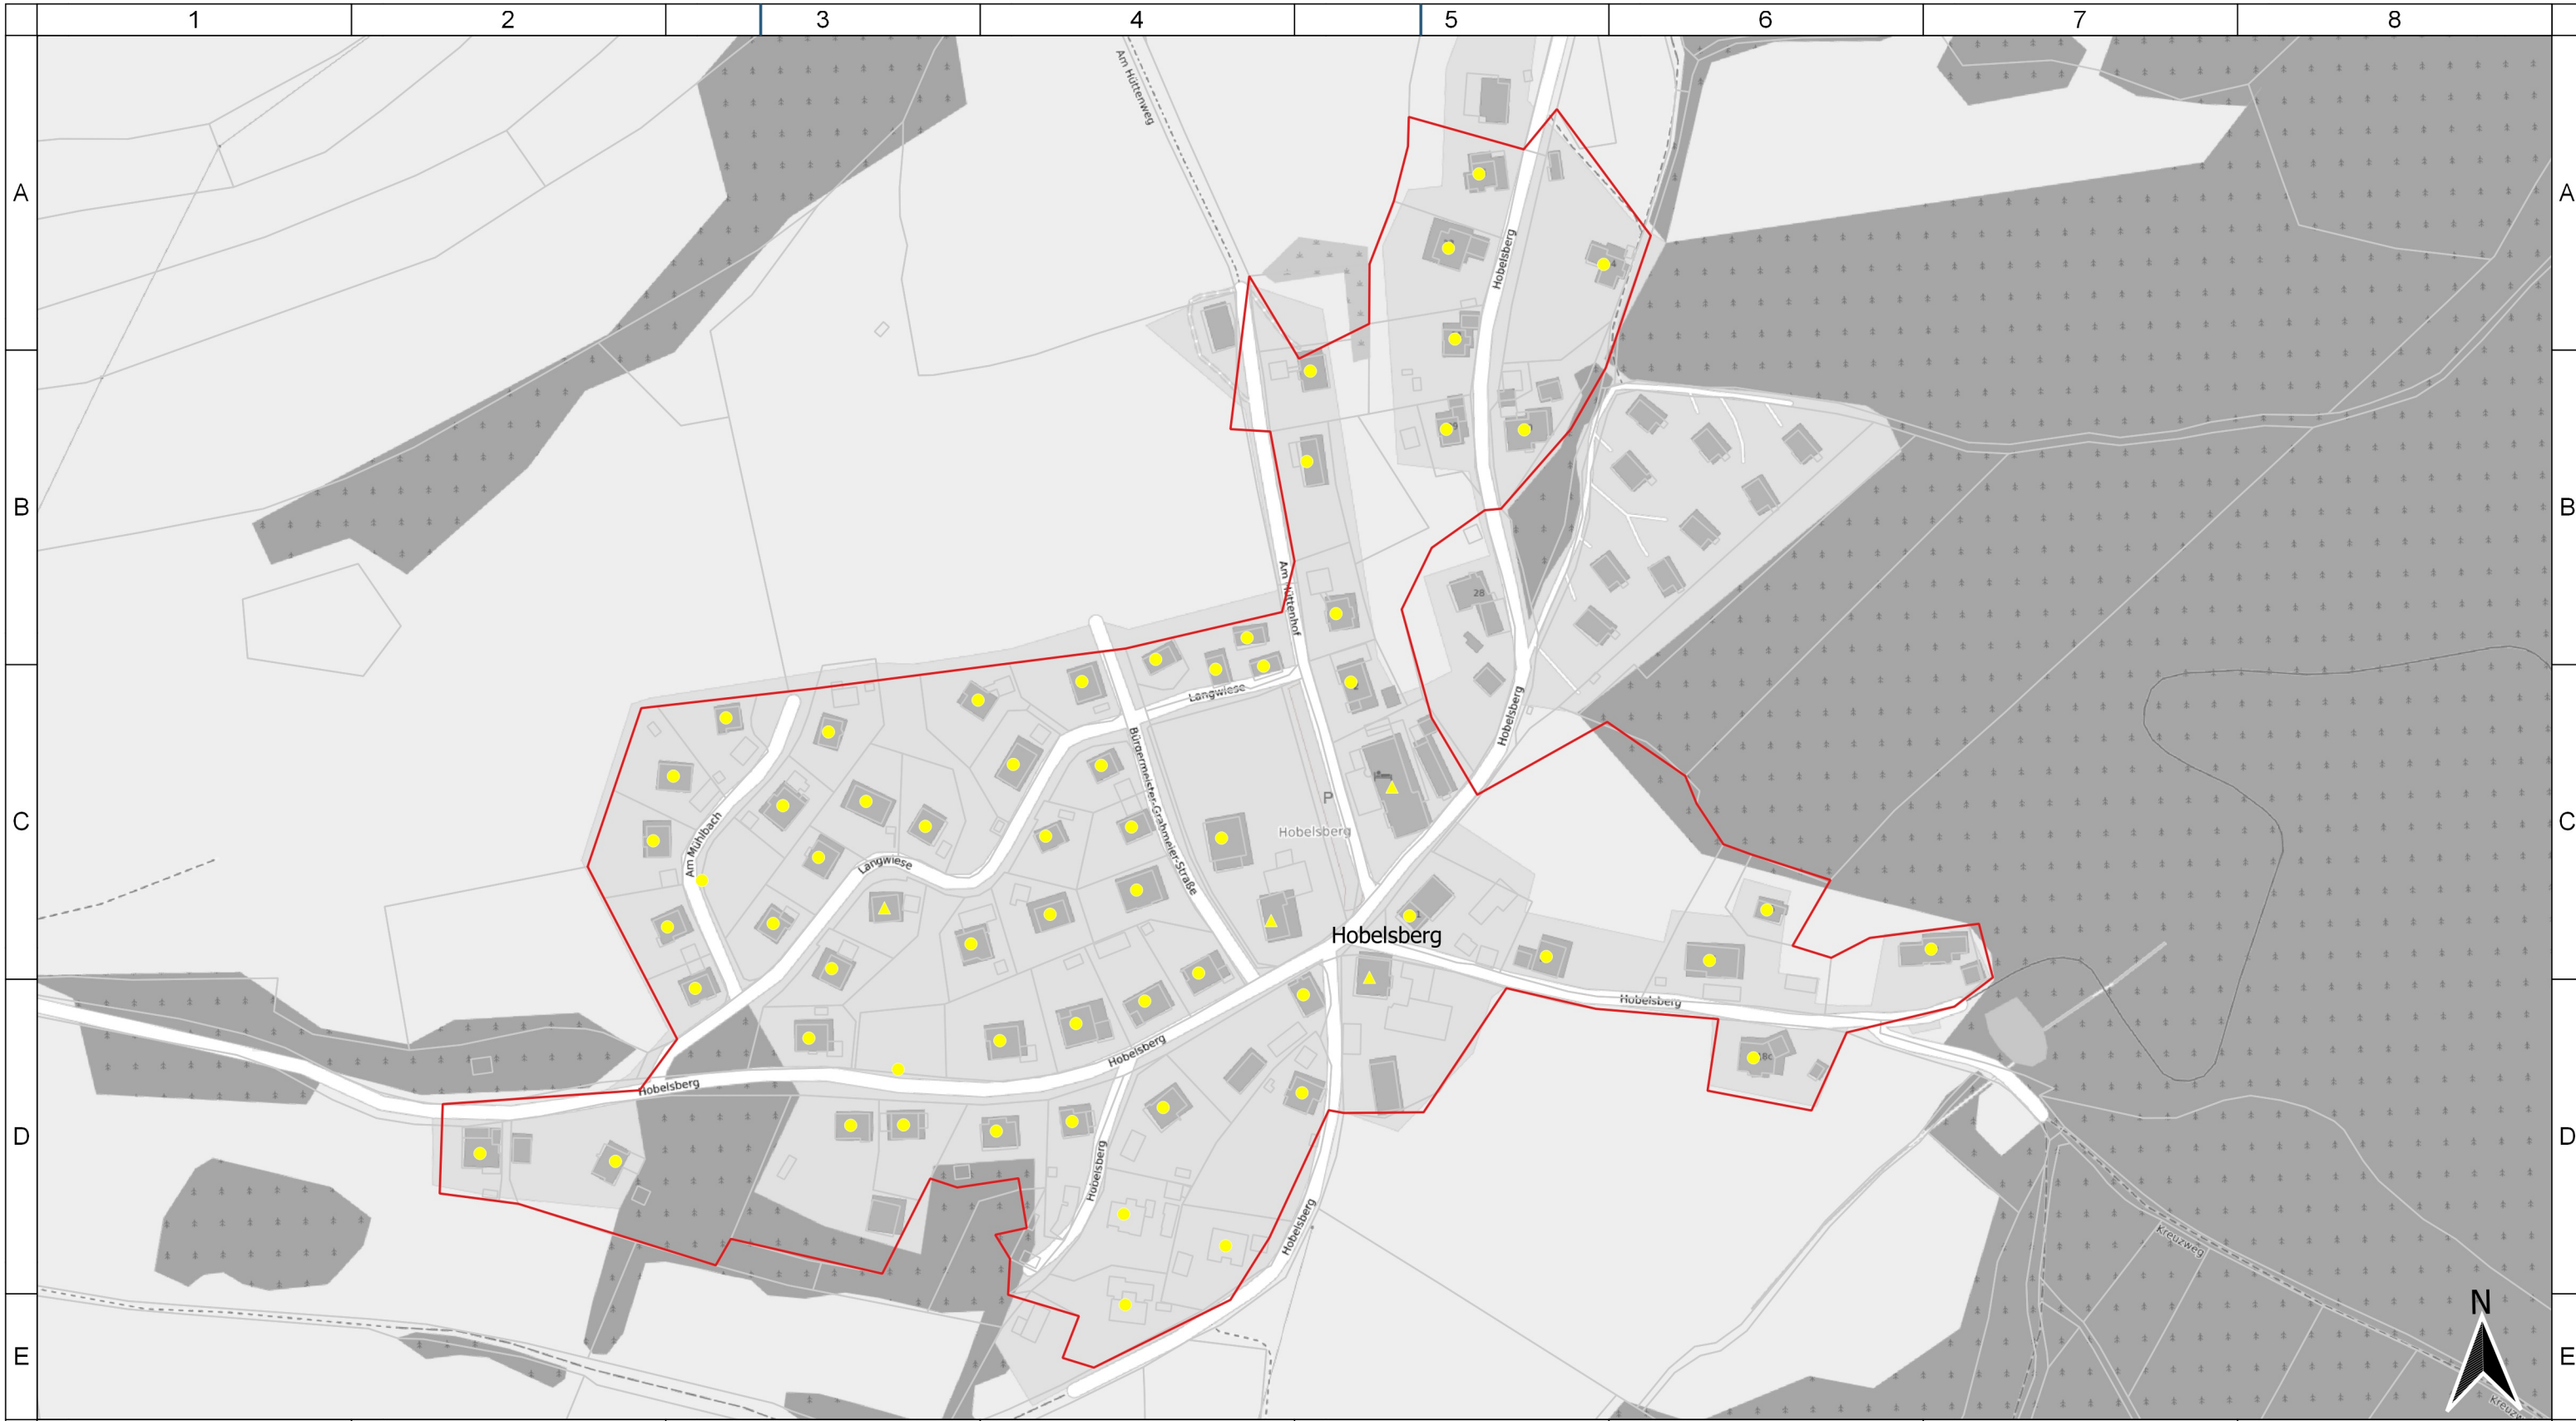 1 2 3 4 5 6 7 8
Am Hüttenweg
A A
Hobelsberg
B B
28
Am Hüttenhof
Langwiese
Hobelsberg
Bürgermeister-Grahmeier-Straße
P
C C
Am Mühlbach
Hobelsberg
Langwiese
Hobelsberg
Hobelsberg
Hobelsberg
Hobelsberg
D D
Hobelsberg
Hobelsberg
Kreuzweg
N
E E